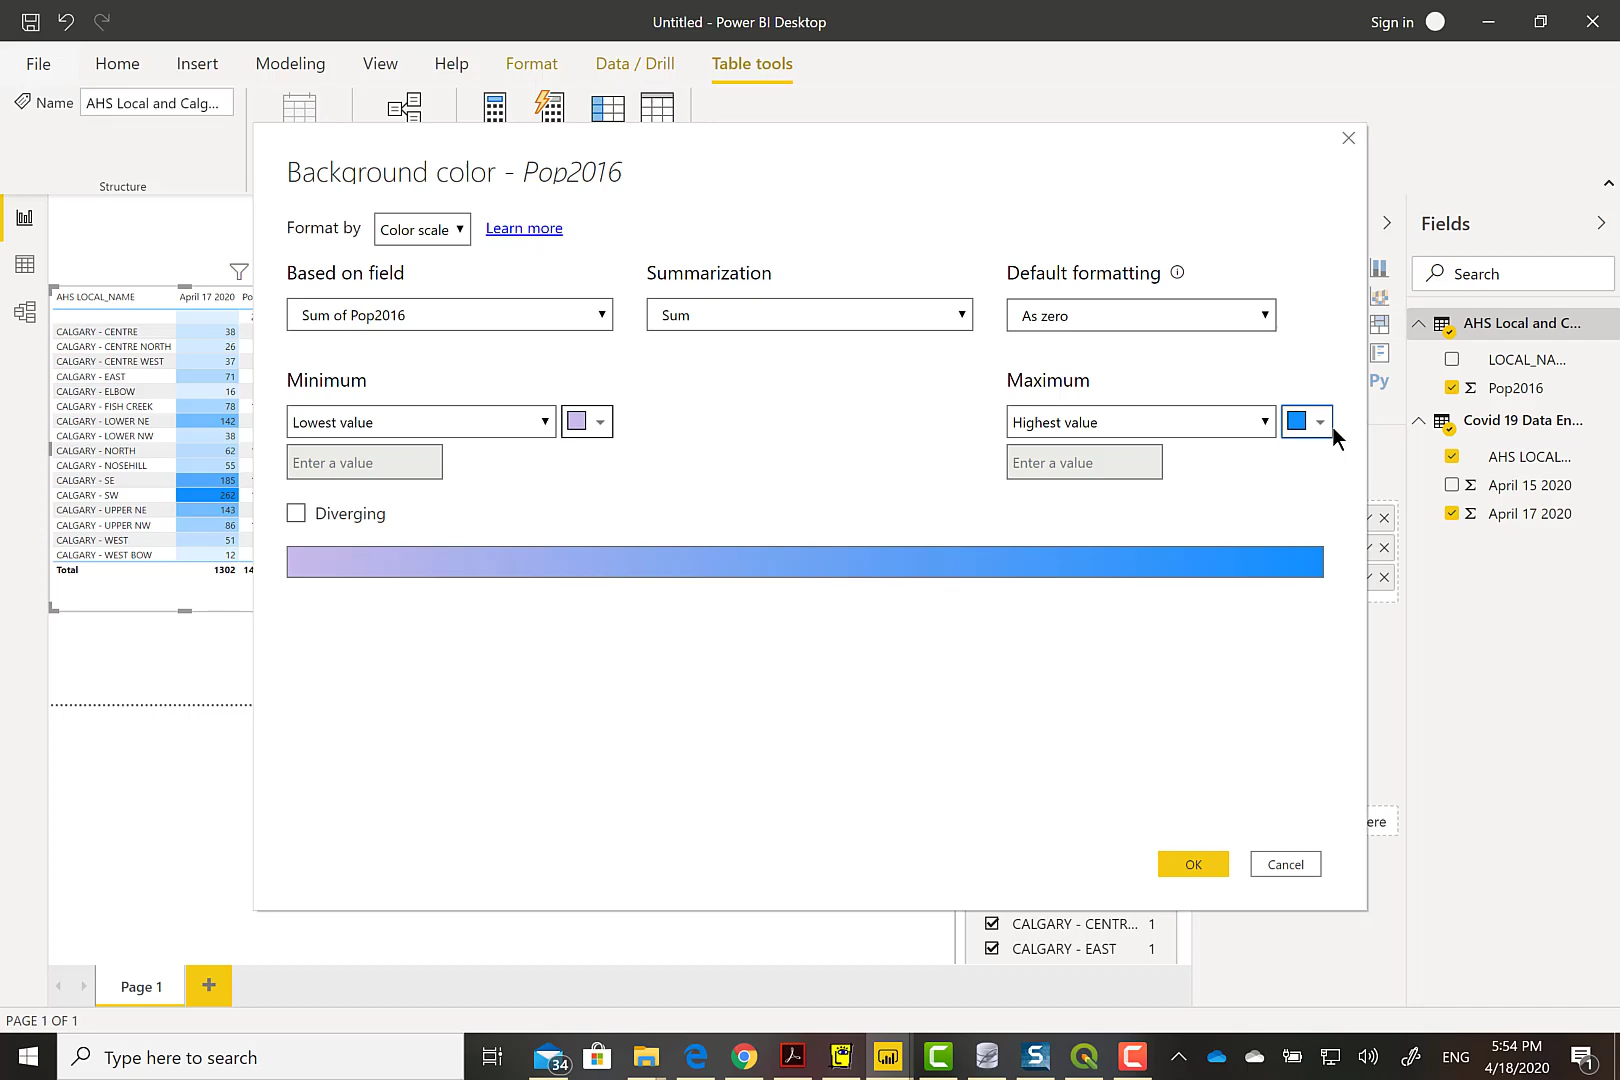 Untitled - Power BI Desktop
Sign in
File Home Insert Modeling View Help Format Data / Drill Table tools
Name AHS Local and Calg...
Structure
Background color - Pop2016
Format by Color scale Learn more
Based on field Summarization Default formatting
Sum of Pop2016 Sum As zero
Minimum Maximum
Lowest value Highest value
Enter a value Enter a value
Diverging
OK Cancel
AHS LOCAL_NAME April 17 2020 Po
CALGARY - CENTRE 38
CALGARY - CENTRE NORTH 26
CALGARY - CENTRE WEST 37
CALGARY - EAST 71
CALGARY - ELBOW 16
CALGARY - FISH CREEK 78
CALGARY - LOWER NE 142
CALGARY - LOWER NW 38
CALGARY - NORTH 62
CALGARY - NOSEHILL 55
CALGARY - SE 185
CALGARY - SW 262
CALGARY - UPPER NE 143
CALGARY - UPPER NW 86
CALGARY - WEST 51
CALGARY - WEST BOW 12
Total 1302 14
Fields
Search
AHS Local and C...
LOCAL_NA...
Σ Pop2016
Covid 19 Data En...
AHS LOCAL...
Σ April 15 2020
Σ April 17 2020
Py
ere
CALGARY - CENTR... 1
CALGARY - EAST 1
Page 1 +
PAGE 1 OF 1
Type here to search
34
ENG
5:54 PM
4/18/2020
1